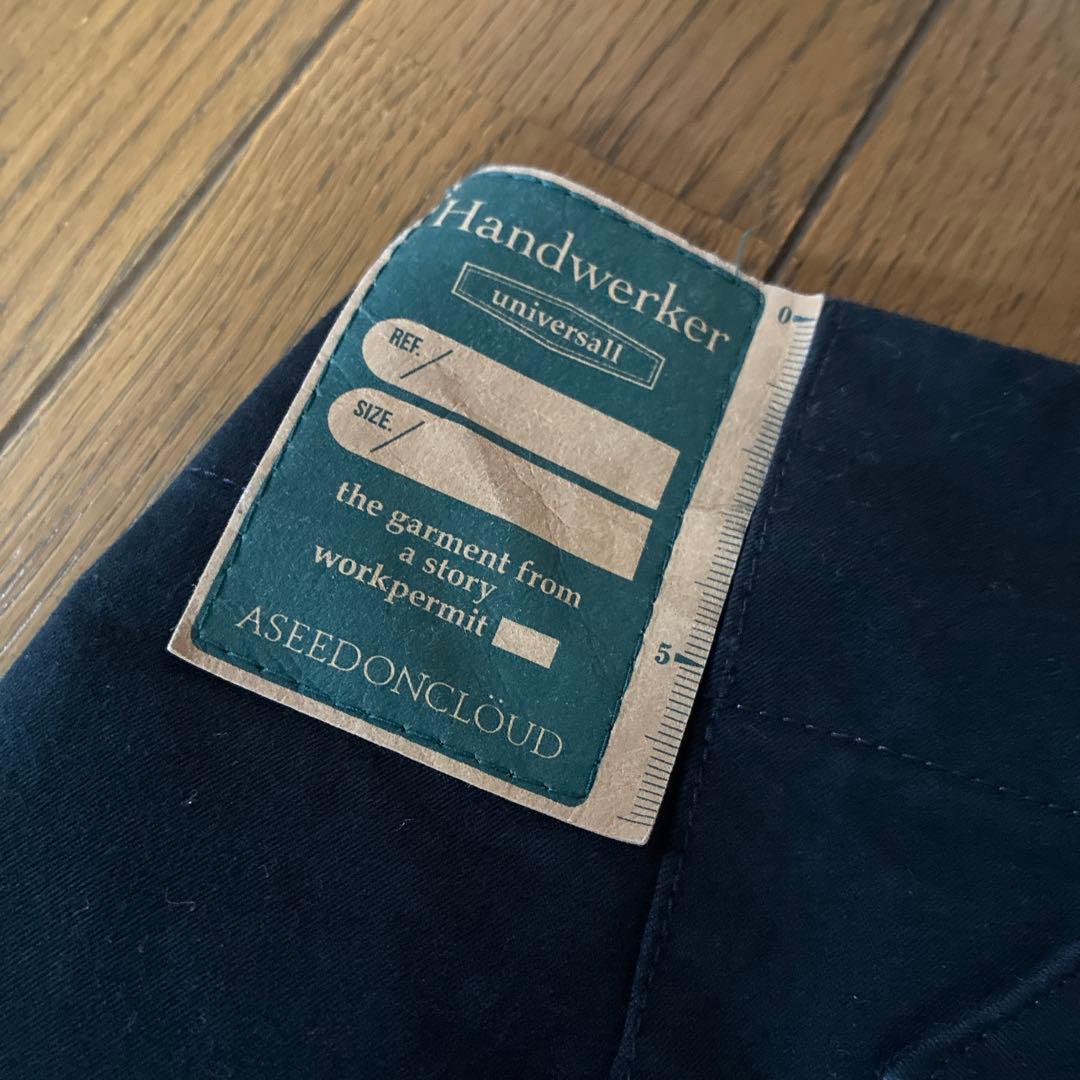 Handwerker
universall
REF. /
SIZE. /
the garment from
a story
workpermit
ASEEDONCLÖUD
0
5